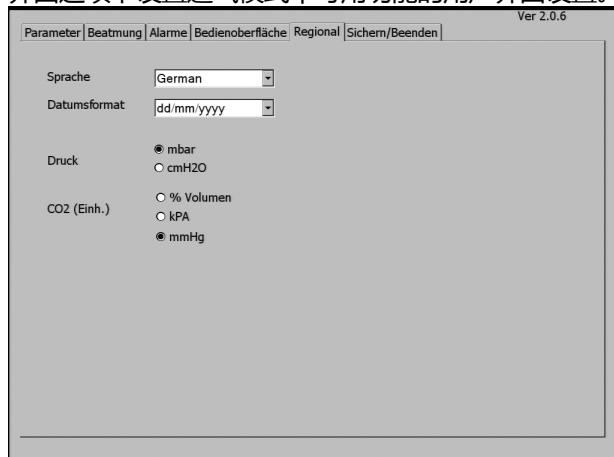 Ver 2.0.6
Parameter Beatmung Alarme Bedienoberfläche Regional Sichern/Beenden
Sprache German
Datumsformat dd/mm/yyyy
Druck
mbar
cmH2O
CO2 (Einh.)
% Volumen
kPA
mmHg